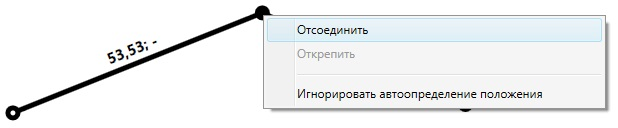 53,53; -
Отсоединить
Открепить
Игнорировать автоопределение положения